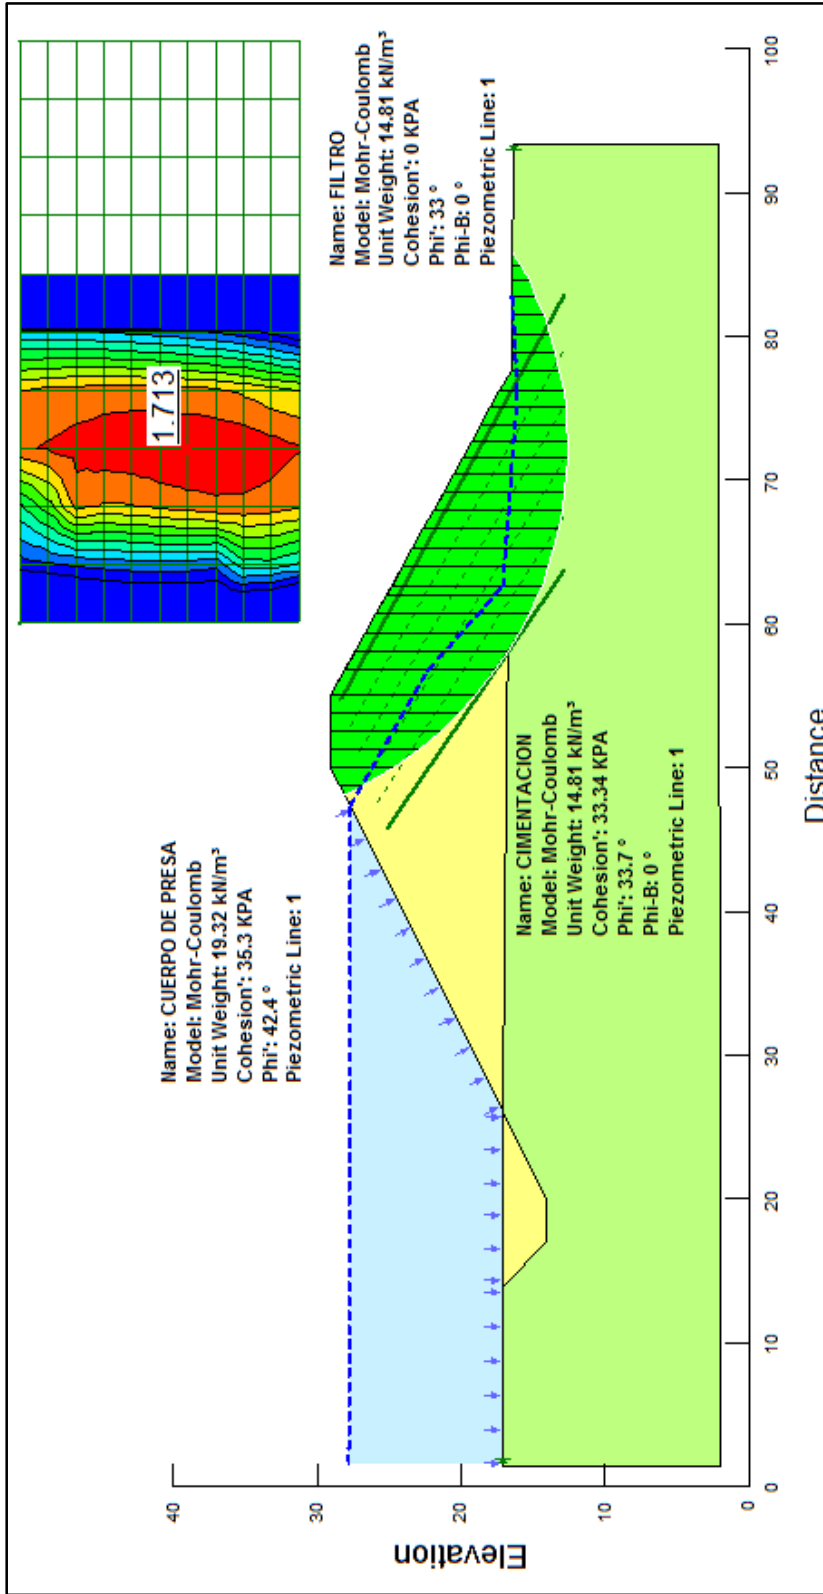 1.713
Name: FILTRO
Model: Mohr-Coulomb
Unit Weight: 14.81 kN/m³
Cohesion': 0 KPA
Phi': 33 °
Phi-B: 0 °
Piezometric Line: 1
Name: CUERPO DE PRESA
Model: Mohr-Coulomb
Unit Weight: 19.32 kN/m³
Cohesion': 35.3 KPA
Phi': 42.4 °
Piezometric Line: 1
Name: CIMENTACION
Model: Mohr-Coulomb
Unit Weight: 14.81 kN/m³
Cohesion': 33.34 KPA
Phi': 33.7 °
Phi-B: 0 °
Piezometric Line: 1
Elevation
40
30
20
10
0
0
10
20
30
40
50
60
70
80
90
100
Distance